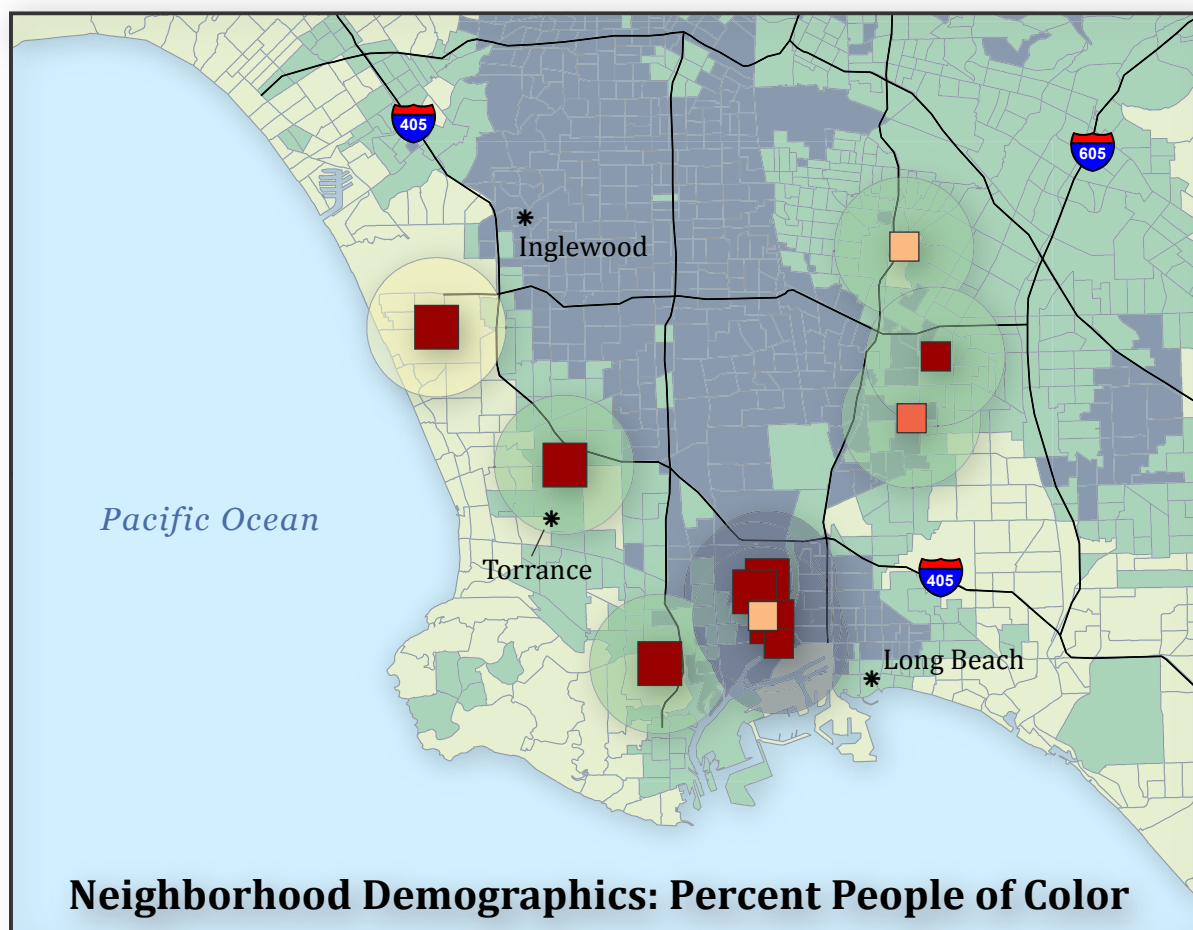 405
605
Inglewood
Pacific Ocean
Torrance
405
Long Beach
Neighborhood Demographics: Percent People of Color